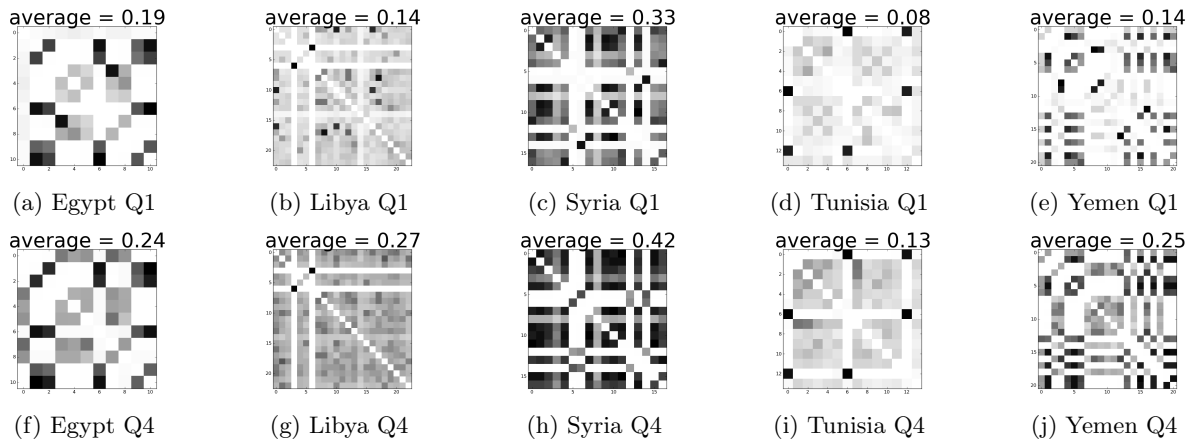 average = 0.19 average = 0.14 average = 0.33 average = 0.08 average = 0.14
(a) Egypt Q1 (b) Libya Q1 (c) Syria Q1 (d) Tunisia Q1 (e) Yemen Q1
average = 0.24 average = 0.27 average = 0.42 average = 0.13 average = 0.25
(f) Egypt Q4 (g) Libya Q4 (h) Syria Q4 (i) Tunisia Q4 (j) Yemen Q4